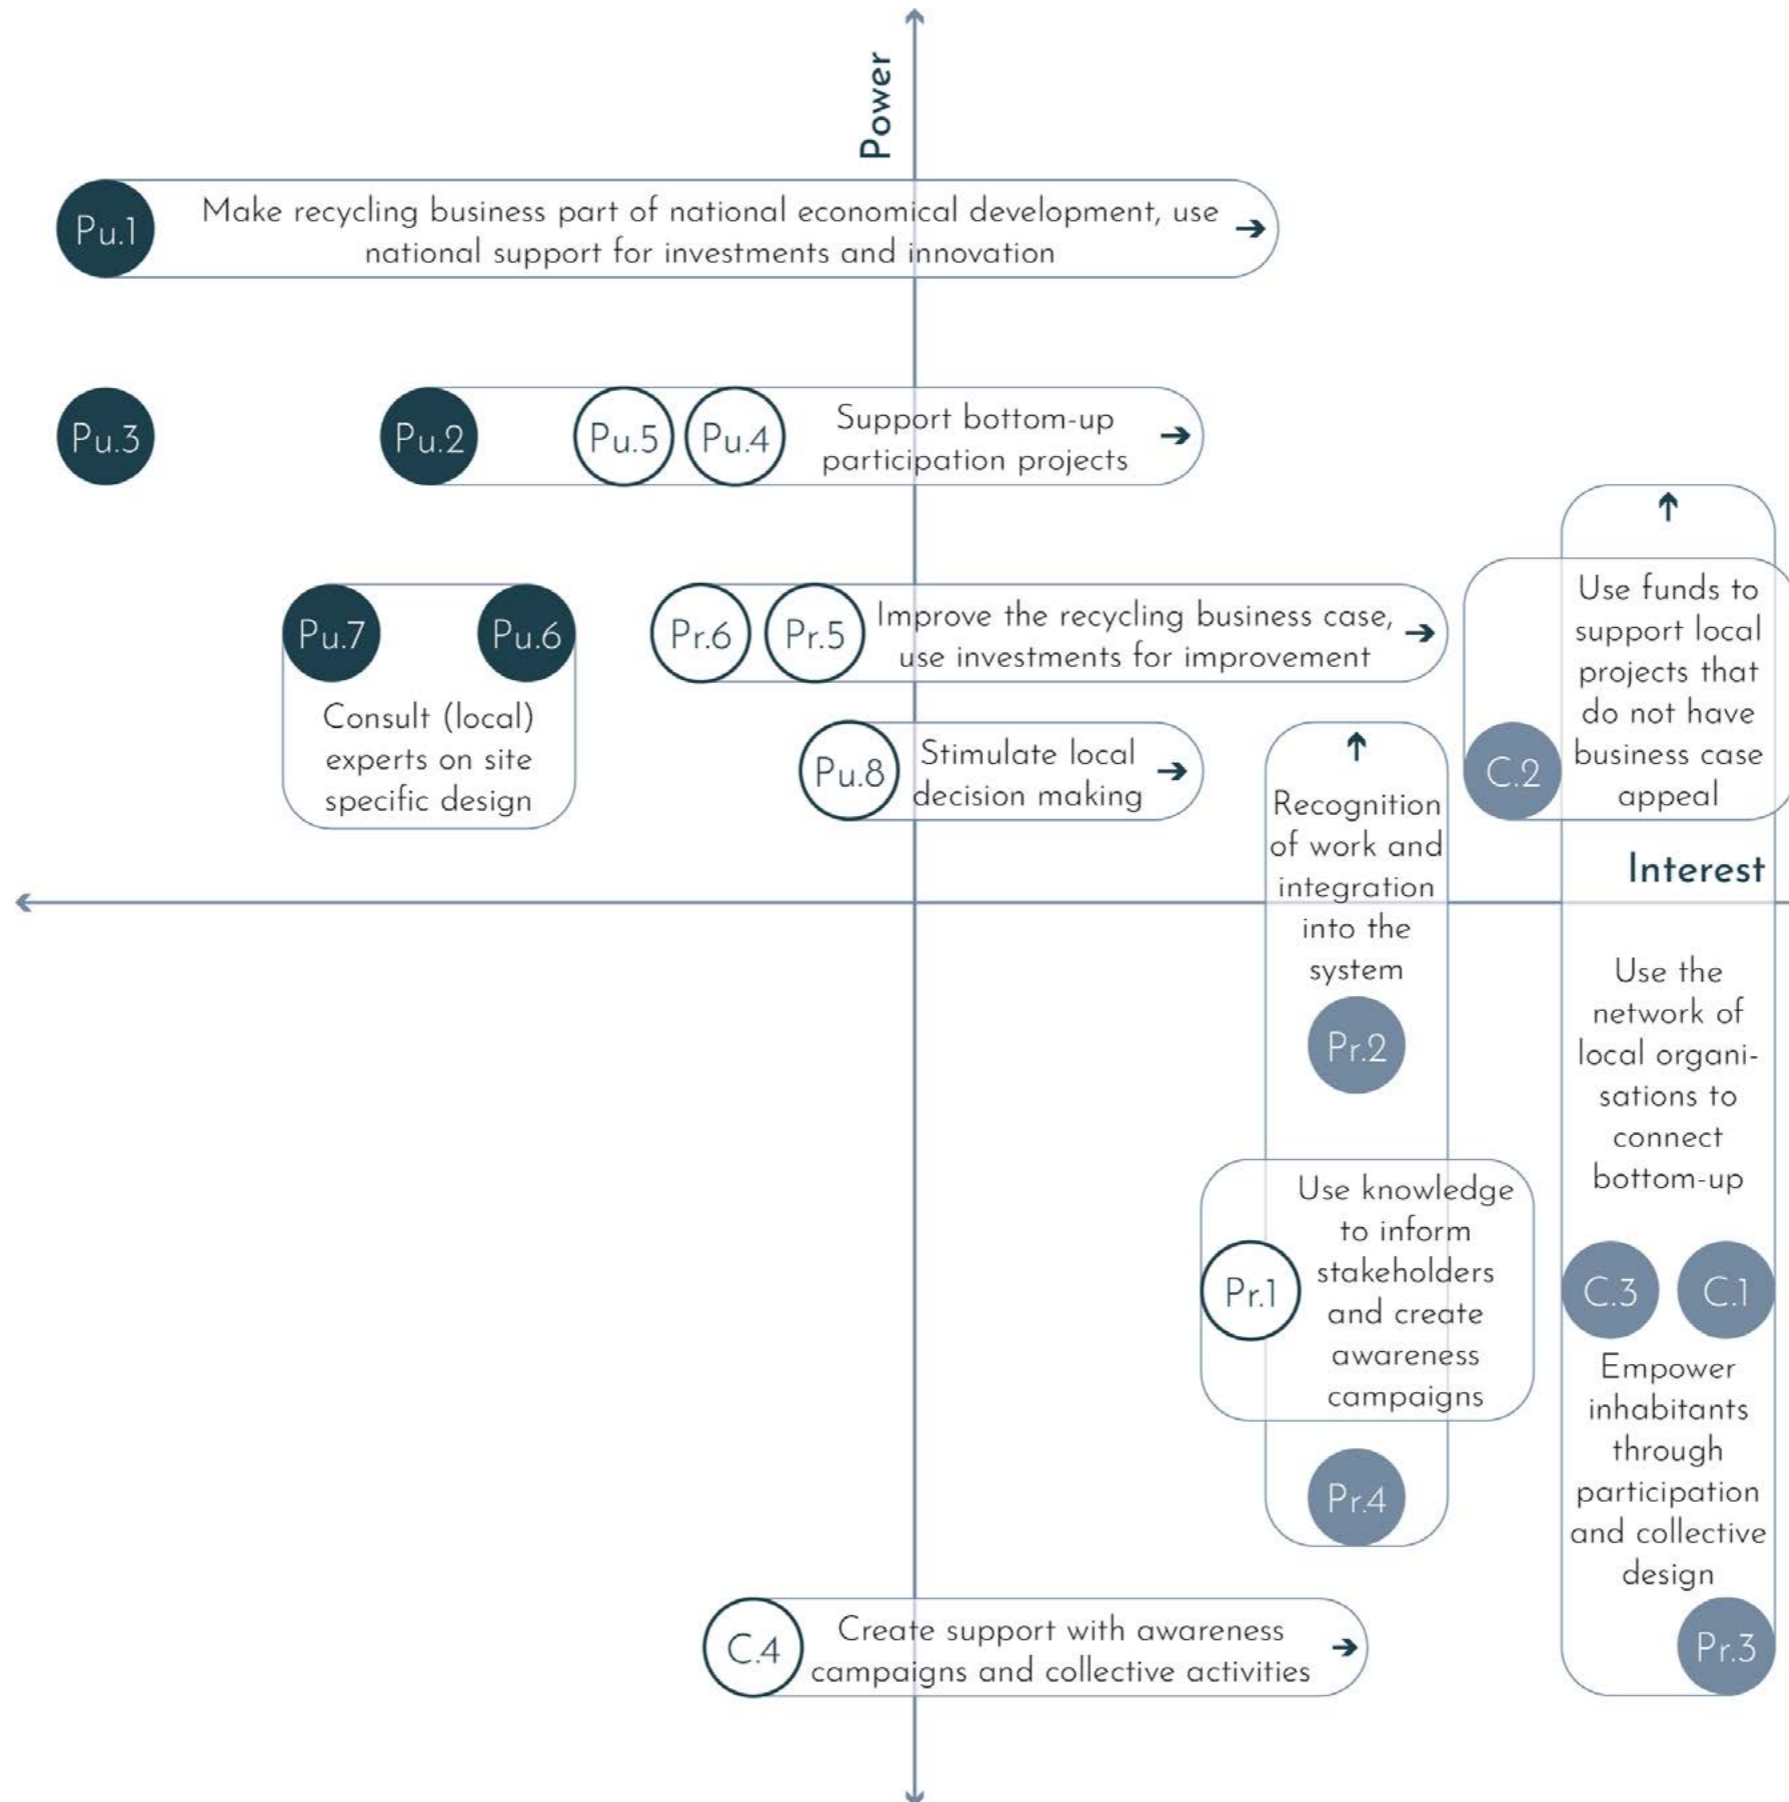 Power
Pu.1
Make recycling business part of national economical development, use
national support for investments and innovation
Pu.3
Pu.2
Pu.5
Pu.4
Support bottom-up
participation projects
Pu.7
Pu.6
Consult (local)
experts on site
specific design
Pr.6
Pr.5
Improve the recycling business case,
use investments for improvement
Pu.8
Stimulate local
decision making
C.2
Use funds to
support local
projects that
do not have
business case
appeal
Interest
Recognition
of work and
integration
into the
system
Pr.2
Use the
network of
local organi-
sations to
connect
bottom-up
Pr.1
Use knowledge
to inform
stakeholders
and create
awareness
campaigns
C.3
C.1
Empower
inhabitants
through
participation
and collective
design
Pr.4
C.4
Create support with awareness
campaigns and collective activities
Pr.3